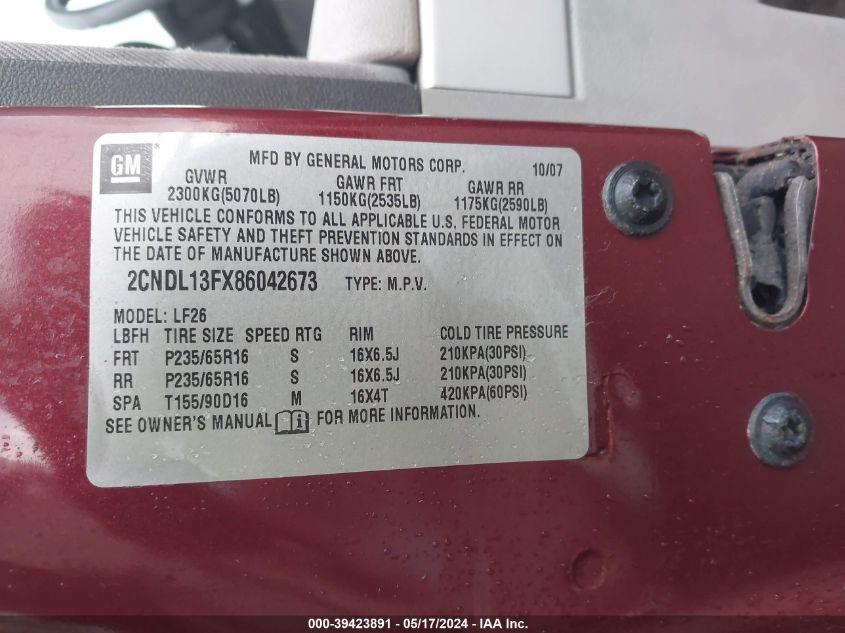 GM
MFD BY GENERAL MOTORS CORP. 10/07
GVWR GAWR FRT GAWR RR
2300KG(5070LB) 1150KG(2535LB) 1175KG(2590LB)
THIS VEHICLE CONFORMS TO ALL APPLICABLE U.S. FEDERAL MOTOR
VEHICLE SAFETY AND THEFT PREVENTION STANDARDS IN EFFECT ON
THE DATE OF MANUFACTURE SHOWN ABOVE.
2CNDL13FX86042673 TYPE: M.P.V.
MODEL: LF26
LBFH TIRE SIZE SPEED RTG RIM COLD TIRE PRESSURE
FRT P235/65R16 S 16X6.5J 210KPA(30PSI)
RR P235/65R16 S 16X6.5J 210KPA(30PSI)
SPA T155/90D16 M 16X4T 420KPA(60PSI)
SEE OWNER'S MANUAL FOR MORE INFORMATION.
000-39423891 - 05/17/2024 - IAA Inc.